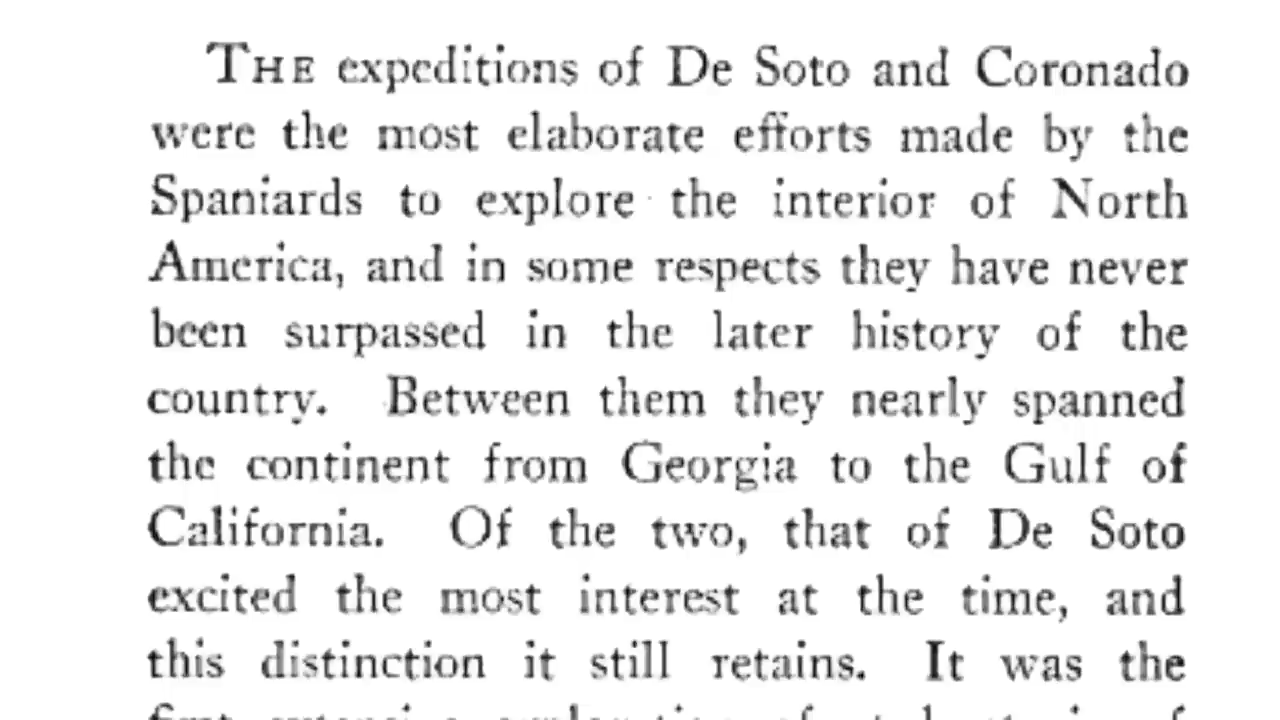 THE expeditions of De Soto and Coronado
were the most elaborate efforts made by the
Spaniards to explore the interior of North
America, and in some respects they have never
been surpassed in the later history of the
country. Between them they nearly spanned
the continent from Georgia to the Gulf of
California. Of the two, that of De Soto
excited the most interest at the time, and
this distinction it still retains. It was the